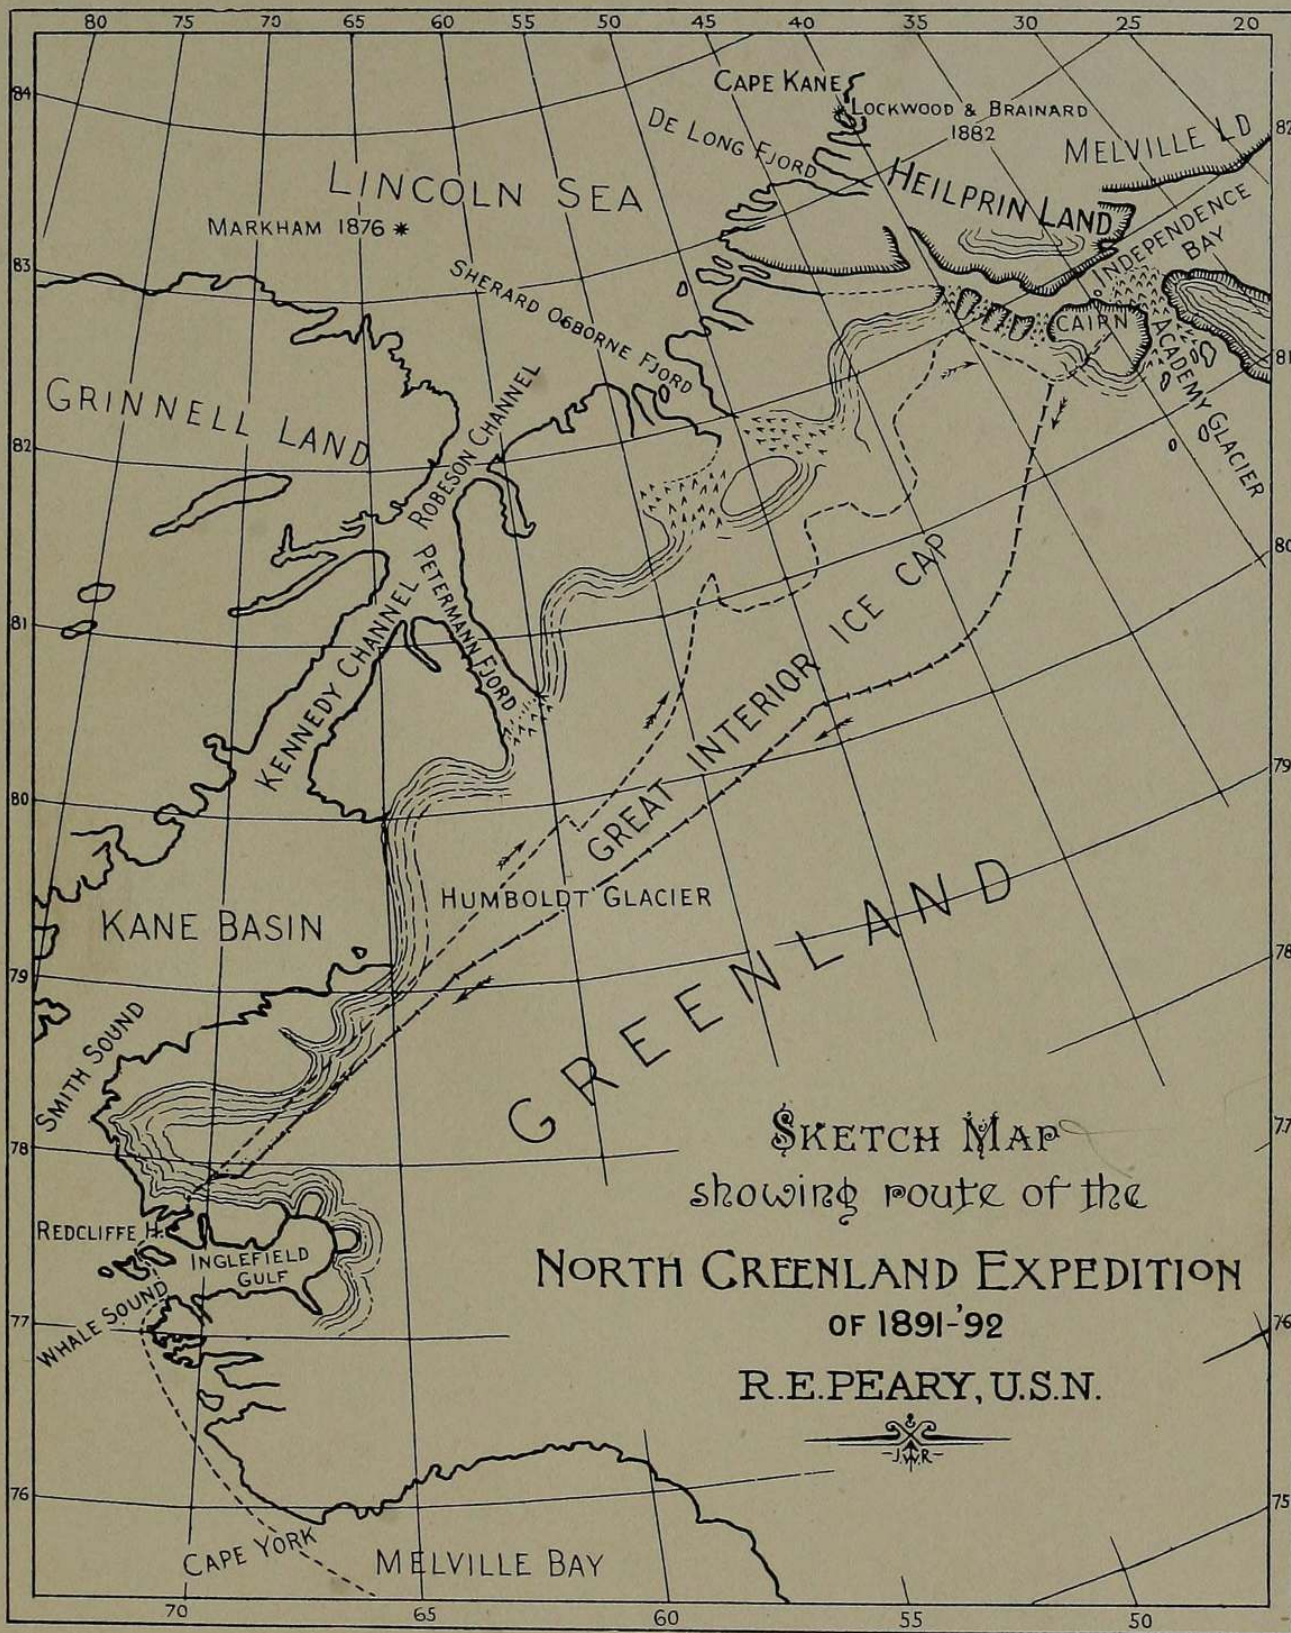 80 75 70 65 60 55 50 45 40 35 30 25 20
84
CAPE KANE
LOCKWOOD & BRAINARD
1882
DE LONG FJORD
MELVILLE LD
82
LINCOLN SEA
HEILPRIN LAND
MARKHAM 1876 *
INDEPENDENCE
BAY
83
SHERARD OSBORNE FJORD
CAIRN
ACADEMY GLACIER
81
GRINNELL LAND
ROBESON CHANNEL
82
80
PETERMANN FJORD
GREAT INTERIOR ICE CAP
81
KENNEDY CHANNEL
79
80
HUMBOLDT GLACIER
KANE BASIN
GREENLAND
78
79
SMITH SOUND
77
78
SKETCH MAP
showing route of the
REDCLIFFE H.
INGLEFIELD
GULF
NORTH GREENLAND EXPEDITION
OF 1891-'92
WHALE SOUND
77
76
R.E.PEARY, U.S.N.
-J.W.R-
76
75
CAPE YORK
MELVILLE BAY
70 65 60 55 50